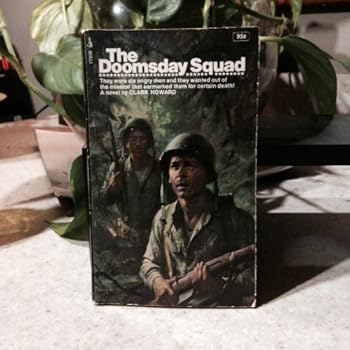 The
Doomsday Squad
95¢
They were six angry men and they wanted out of
the mission that earmarked them for certain death!
A novel by CLARK HOWARD